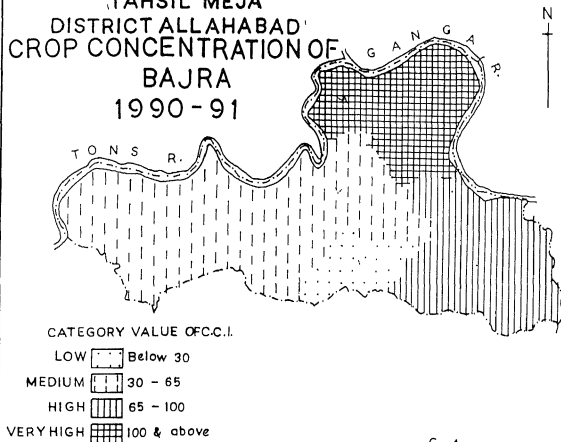 TAHSIL MEJA
DISTRICT ALLAHABAD
CROP CONCENTRATION OF
BAJRA
1990-91
N
GANGA R.
TONS R.
CATEGORY VALUE OF C.C.I.
LOW Below 30
MEDIUM 30 - 65
HIGH 65 - 100
VERY HIGH 100 & above